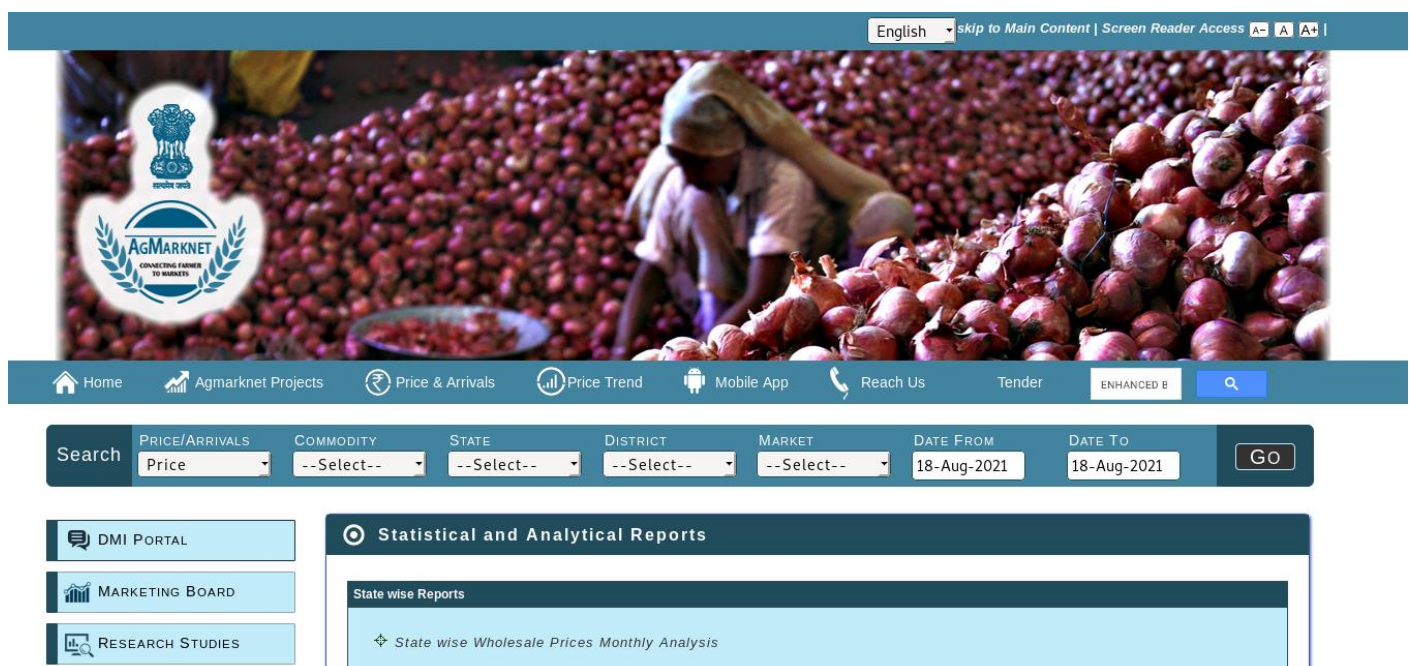 English skip to Main Content | Screen Reader Access A- A A+ |
सत्यमेव जयते
AGMARKNET
CONNECTING FARMER
TO MARKETS
Home Agmarknet Projects Price & Arrivals Price Trend Mobile App Reach Us Tender ENHANCED B
Search
PRICE/ARRIVALS COMMODITY STATE DISTRICT MARKET DATE FROM DATE TO
Price --Select-- --Select-- --Select-- --Select-- 18-Aug-2021 18-Aug-2021 GO
DMI PORTAL
MARKETING BOARD
RESEARCH STUDIES
Statistical and Analytical Reports
State wise Reports
State wise Wholesale Prices Monthly Analysis